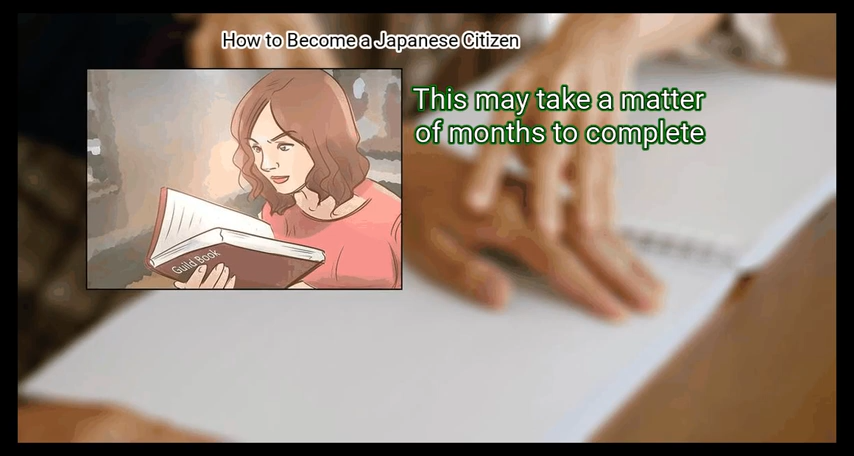 How to Become a Japanese Citizen
This may take a matter
of months to complete
Guild Book